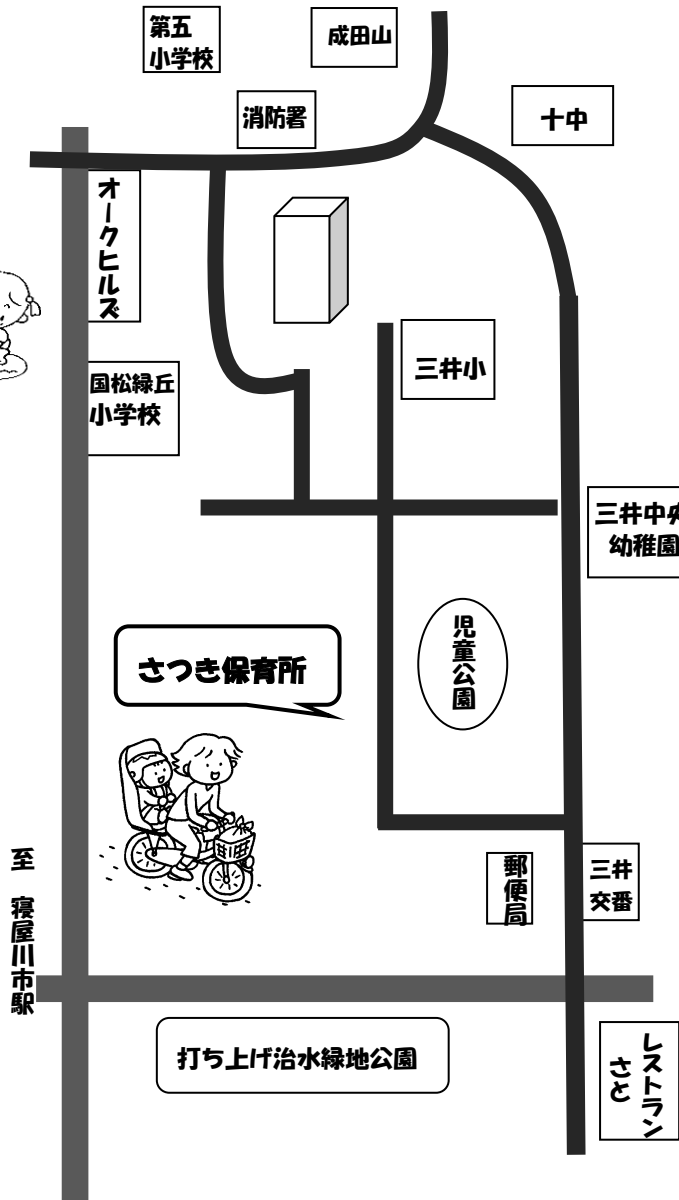 第五
小学校
成田山
消防署
十中
オークヒルズ
三井小
国松緑丘
小学校
三井中央
幼稚園
児童公園
さつき保育所
至　寝屋川市駅
郵便局
三井
交番
打ち上げ治水緑地公園
レストラン
さと